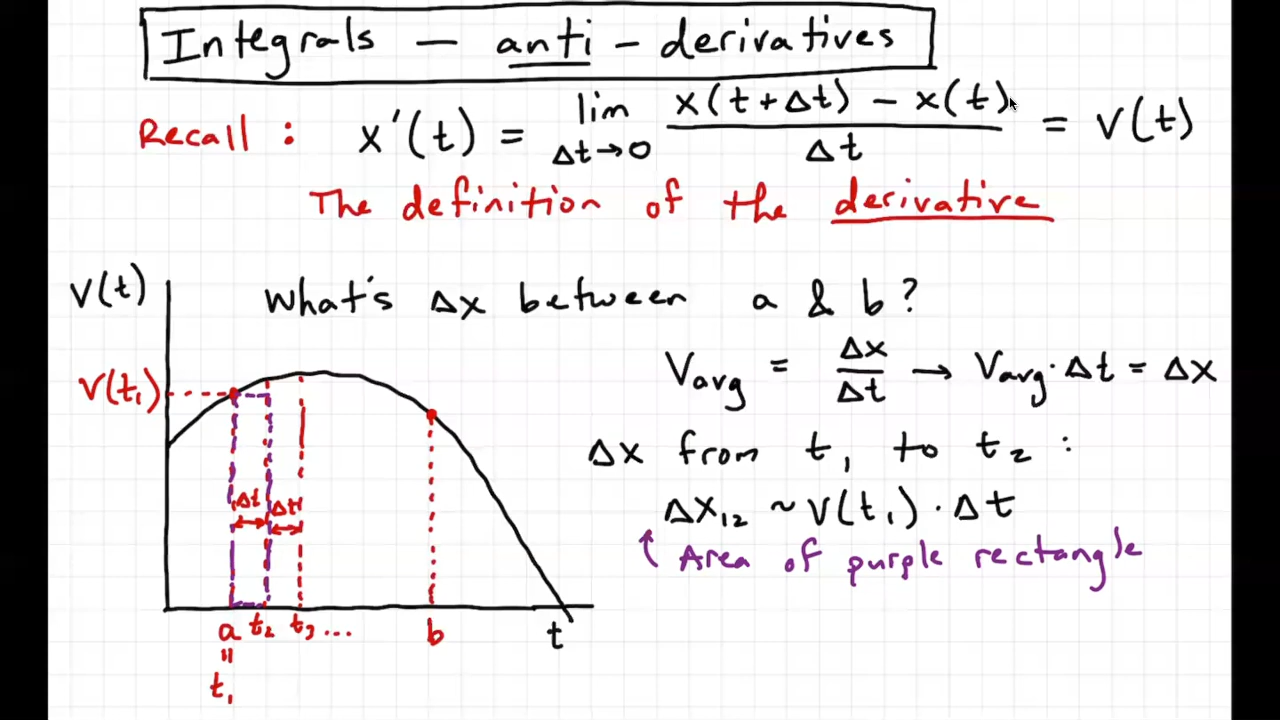 Integrals — anti - derivatives
Recall : x'(t) = lim Δt→0 x(t+Δt) - x(t) / Δt = v(t)
The definition of the derivative
v(t)
What's Δx between a & b?
Vavg = Δx/Δt → Vavg·Δt = Δx
v(t₁)
Δx from t₁ to t₂ :
Δx₁₂ ~ v(t₁)·Δt
Area of purple rectangle
Δt Δt
a t₂ t₃ ... b t
=
t₁